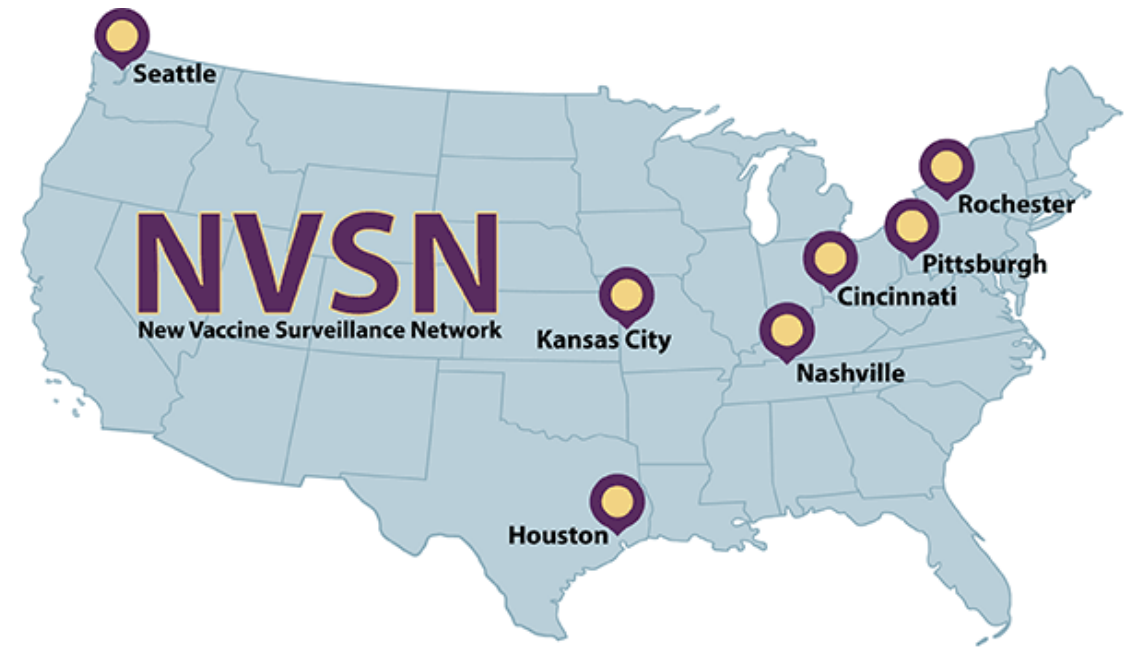 Seattle
Rochester
NVSN
Pittsburgh
Cincinnati
New Vaccine Surveillance Network
Kansas City
Nashville
Houston